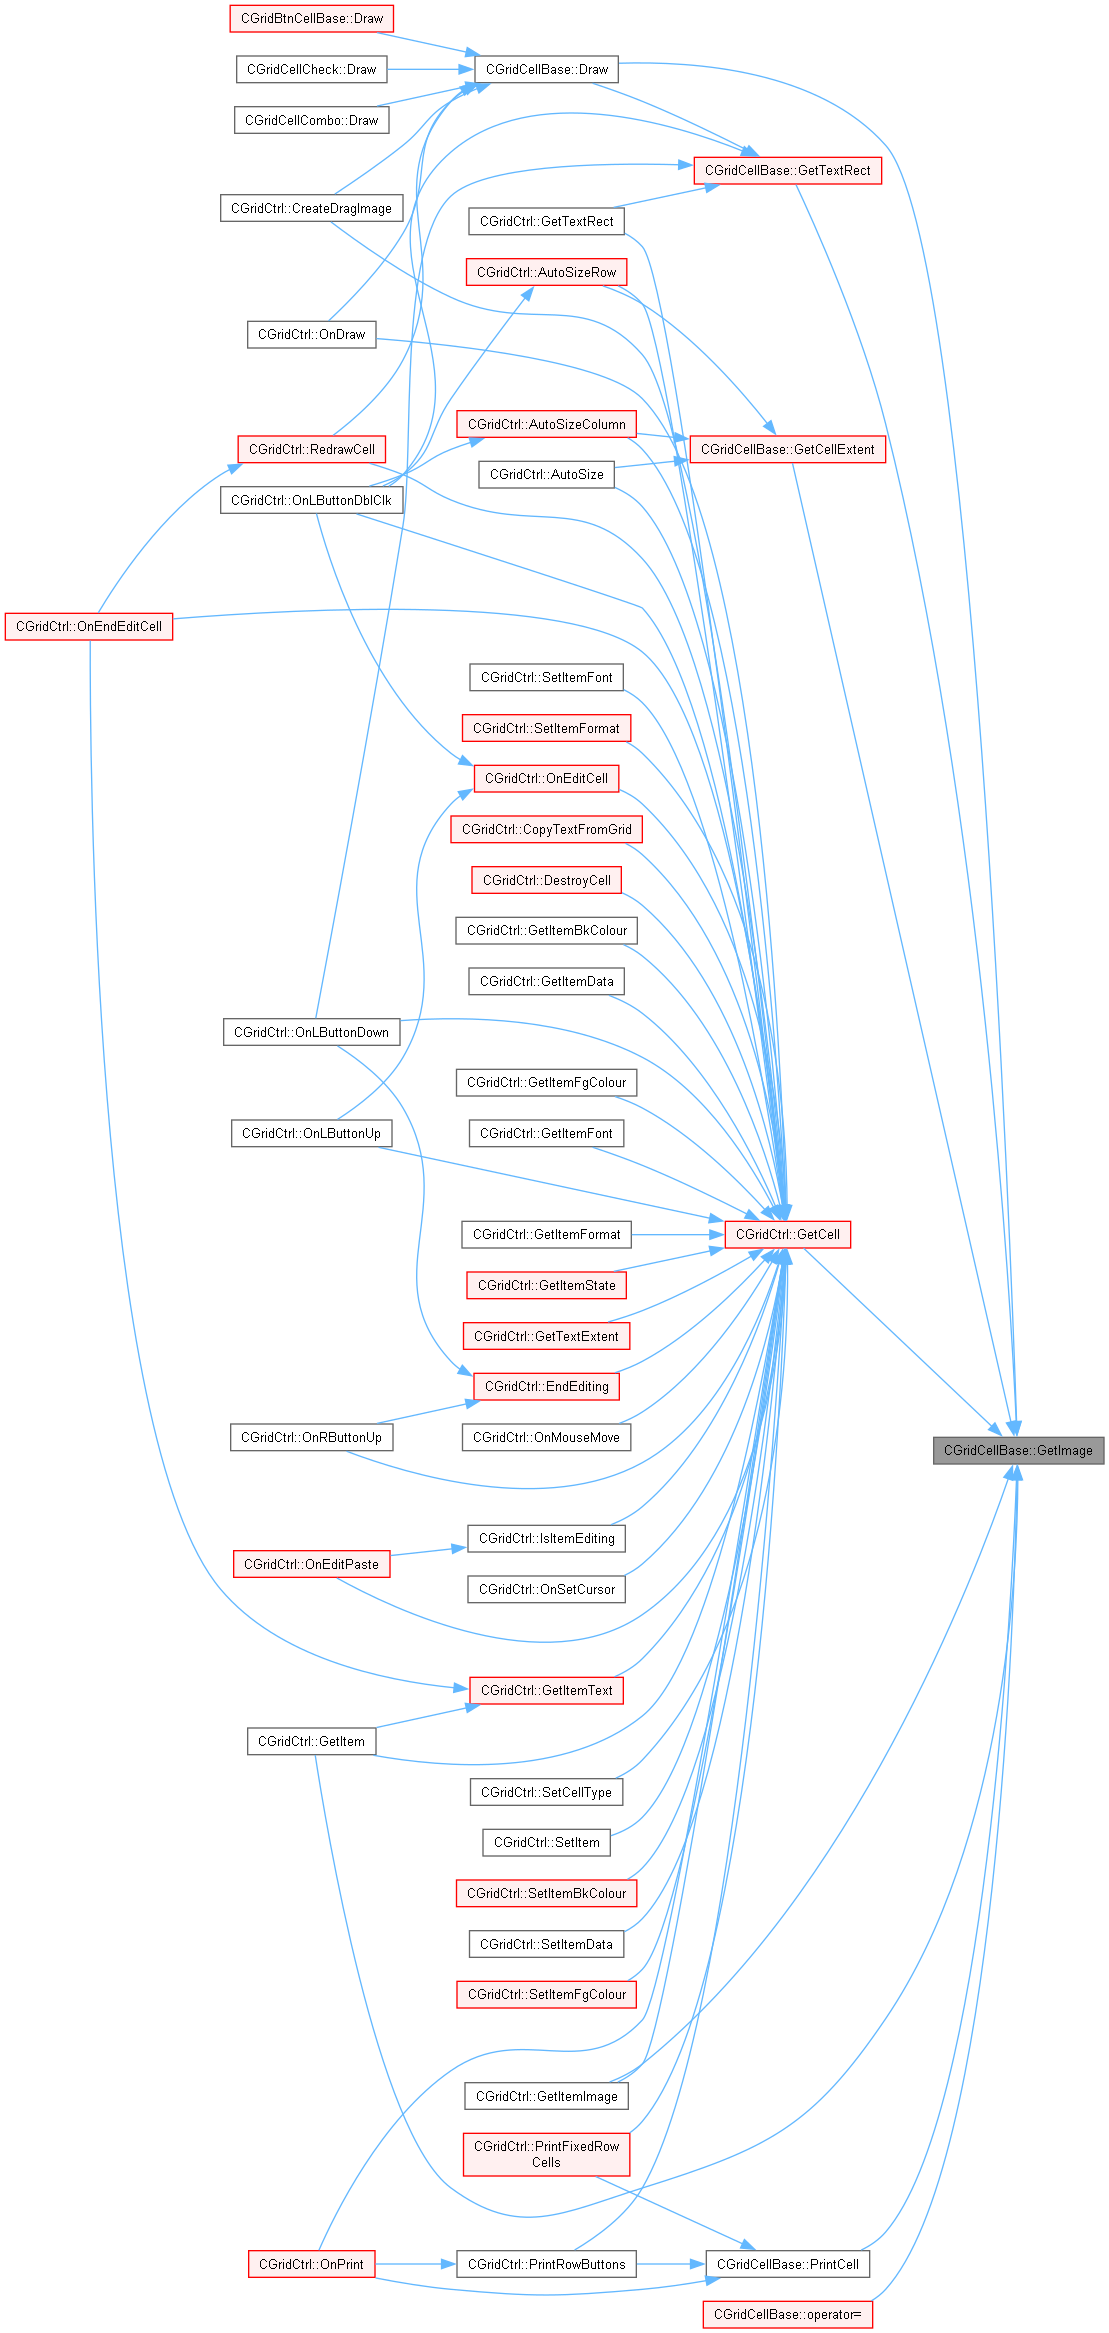 CGridBtnCellBase::Draw
CGridCellCheck::Draw
CGridCellBase::Draw
CGridCellCombo::Draw
CGridCellBase::GetTextRect
CGridCtrl::CreateDragImage
CGridCtrl::GetTextRect
CGridCtrl::AutoSizeRow
CGridCtrl::OnDraw
CGridCtrl::AutoSizeColumn
CGridCtrl::RedrawCell
CGridCellBase::GetCellExtent
CGridCtrl::AutoSize
CGridCtrl::OnLButtonDblClk
CGridCtrl::OnEndEditCell
CGridCtrl::SetItemFont
CGridCtrl::SetItemFormat
CGridCtrl::OnEditCell
CGridCtrl::CopyTextFromGrid
CGridCtrl::DestroyCell
CGridCtrl::GetItemBkColour
CGridCtrl::GetItemData
CGridCtrl::OnLButtonDown
CGridCtrl::GetItemFgColour
CGridCtrl::OnLButtonUp
CGridCtrl::GetItemFont
CGridCtrl::GetItemFormat
CGridCtrl::GetCell
CGridCtrl::GetItemState
CGridCtrl::GetTextExtent
CGridCtrl::EndEditing
CGridCtrl::OnRButtonUp
CGridCtrl::OnMouseMove
CGridCellBase::GetImage
CGridCtrl::IsItemEditing
CGridCtrl::OnEditPaste
CGridCtrl::OnSetCursor
CGridCtrl::GetItemText
CGridCtrl::GetItem
CGridCtrl::SetCellType
CGridCtrl::SetItem
CGridCtrl::SetItemBkColour
CGridCtrl::SetItemData
CGridCtrl::SetItemFgColour
CGridCtrl::GetItemImage
CGridCtrl::PrintFixedRow
Cells
CGridCtrl::OnPrint
CGridCtrl::PrintRowButtons
CGridCellBase::PrintCell
CGridCellBase::operator=